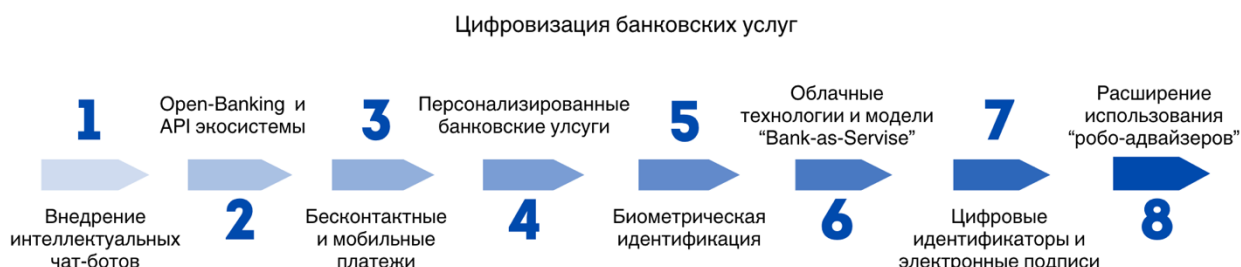 Цифровизация банковских услуг
1
Внедрение
интеллектуальных
чат-ботов
Open-Banking и
API экосистемы
2
3
Бесконтактные
и мобильные
платежи
Персонализированные
банковские улсуги
4
5
Биометрическая
идентификация
Облачные
технологии и модели
“Bank-as-Servise”
6
7
Цифровые
идентификаторы и
электронные подписи
Расширение
использования
“робо-адвайзеров”
8